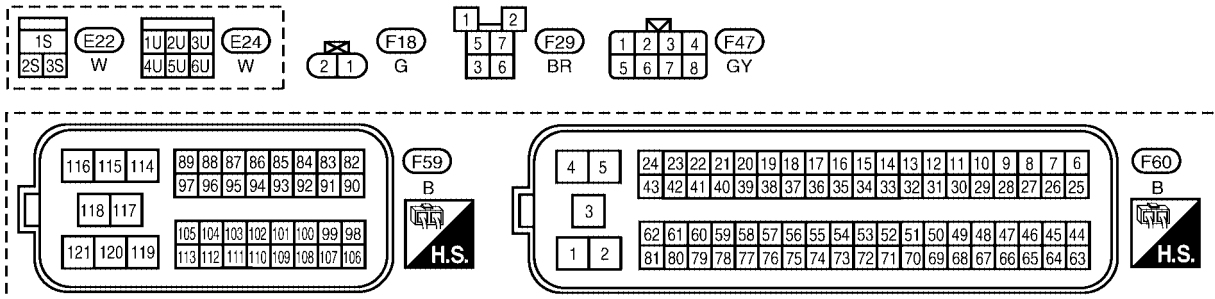 1S E22 1U 2U 3U E24 F18 1 2 F29 1 2 3 4 F47
2S 3S W 4U 5U 6U W 2 1 G 5 7 BR 5 6 7 8 GY
3 6
116 115 114 89 88 87 86 85 84 83 82 F59
97 96 95 94 93 92 91 90 B
118 117
105 104 103 102 101 100 99 98
121 120 119 113 112 111 110 109 108 107 106 H.S.
4 5 24 23 22 21 20 19 18 17 16 15 14 13 12 11 10 9 8 7 6 F60
43 42 41 40 39 38 37 36 35 34 33 32 31 30 29 28 27 26 25 B
3
62 61 60 59 58 57 56 55 54 53 52 51 50 49 48 47 46 45 44
1 2 81 80 79 78 77 76 75 74 73 72 71 70 69 68 67 66 65 64 63 H.S.